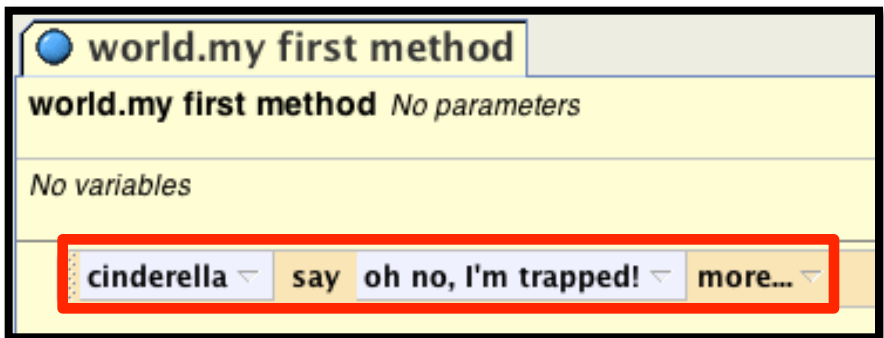 world.my first method
world.my first method No parameters
No variables
cinderella say oh no, I'm trapped! more...